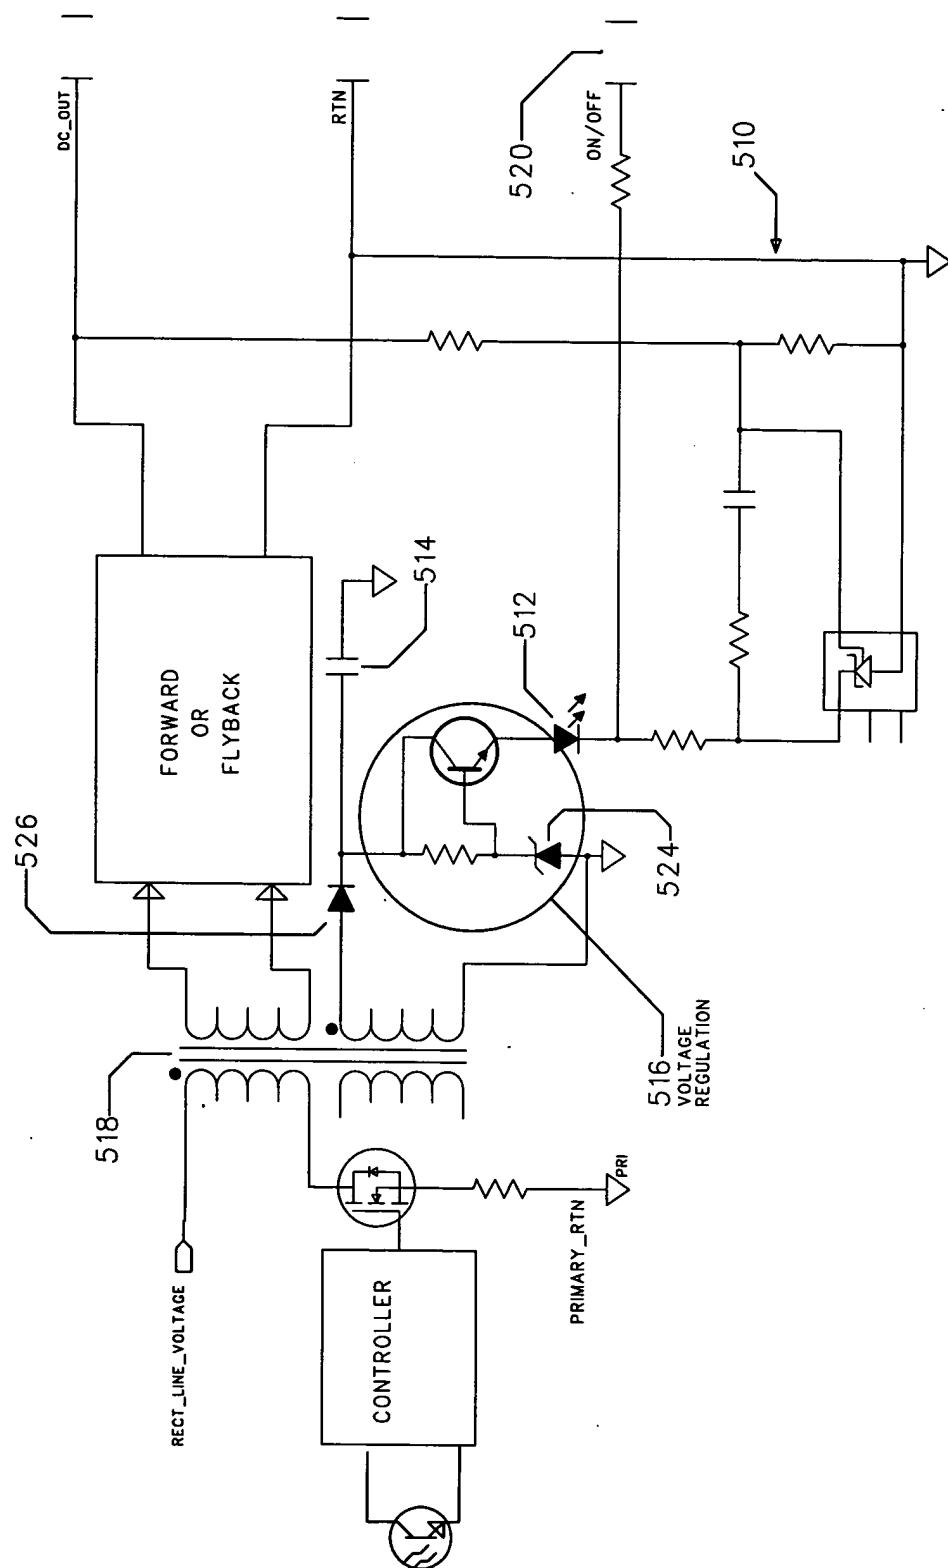 DC_OUT
RTN
520
ON/OFF
510
FORWARD
OR
FLYBACK
514
512
526
524
518
516
VOLTAGE
REGULATION
RECT_LINE_VOLTAGE
CONTROLLER
PRIMARY_RTN
PRI